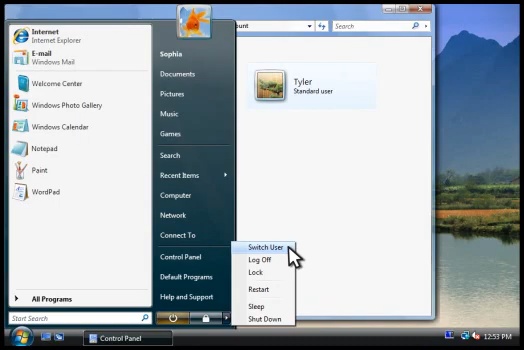 Internet
Internet Explorer
E-mail
Windows Mail
Welcome Center
Windows Photo Gallery
Windows Calendar
Notepad
Paint
WordPad
All Programs
Start Search
Sophia
Documents
Pictures
Music
Games
Search
Recent Items
Computer
Network
Connect To
Control Panel
Default Programs
Help and Support
Switch User
Log Off
Lock
Restart
Sleep
Shut Down
ount
Search
Tyler
Standard user
Control Panel
12:53 PM